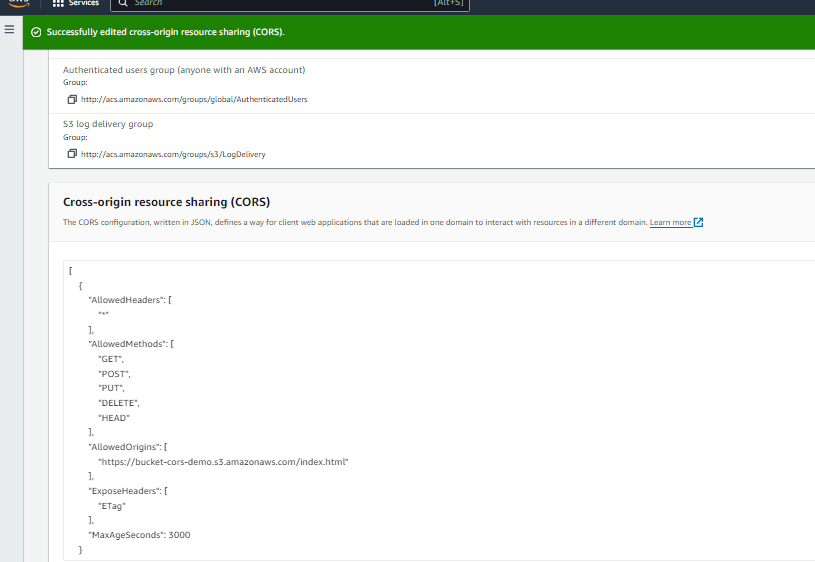 Services
Search
[Alt+S]
Successfully edited cross-origin resource sharing (CORS).
Authenticated users group (anyone with an AWS account)
Group:
http://acs.amazonaws.com/groups/global/AuthenticatedUsers
S3 log delivery group
Group:
http://acs.amazonaws.com/groups/s3/LogDelivery
Cross-origin resource sharing (CORS)
The CORS configuration, written in JSON, defines a way for client web applications that are loaded in one domain to interact with resources in a different domain. Learn more
[
{
"AllowedHeaders": [
"*"
],
"AllowedMethods": [
"GET",
"POST",
"PUT",
"DELETE",
"HEAD"
],
"AllowedOrigins": [
"https://bucket-cors-demo.s3.amazonaws.com/index.html"
],
"ExposeHeaders": [
"ETag"
],
"MaxAgeSeconds": 3000
}